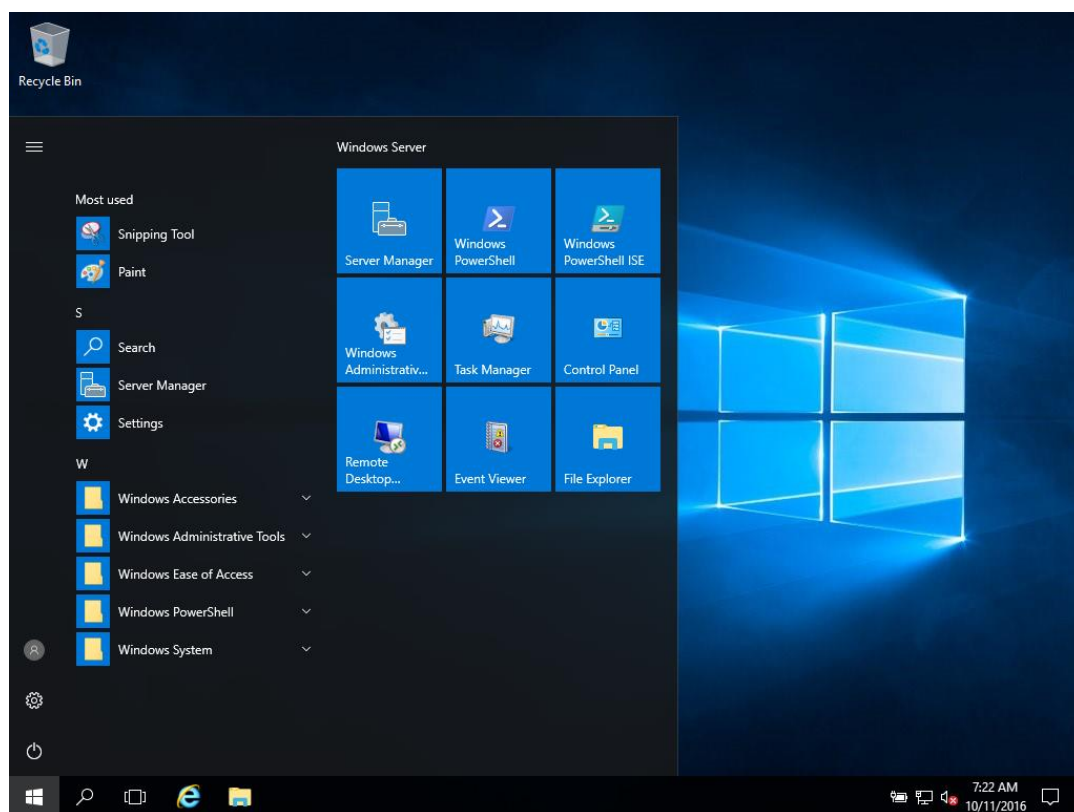 Recycle Bin
Windows Server
Most used
Snipping Tool
Paint
S
Search
Server Manager
Settings
W
Windows Accessories
Windows Administrative Tools
Windows Ease of Access
Windows PowerShell
Windows System
Server Manager
Windows
PowerShell
Windows
PowerShell ISE
Windows
Administrativ...
Task Manager
Control Panel
Remote
Desktop...
Event Viewer
File Explorer
7:22 AM
10/11/2016